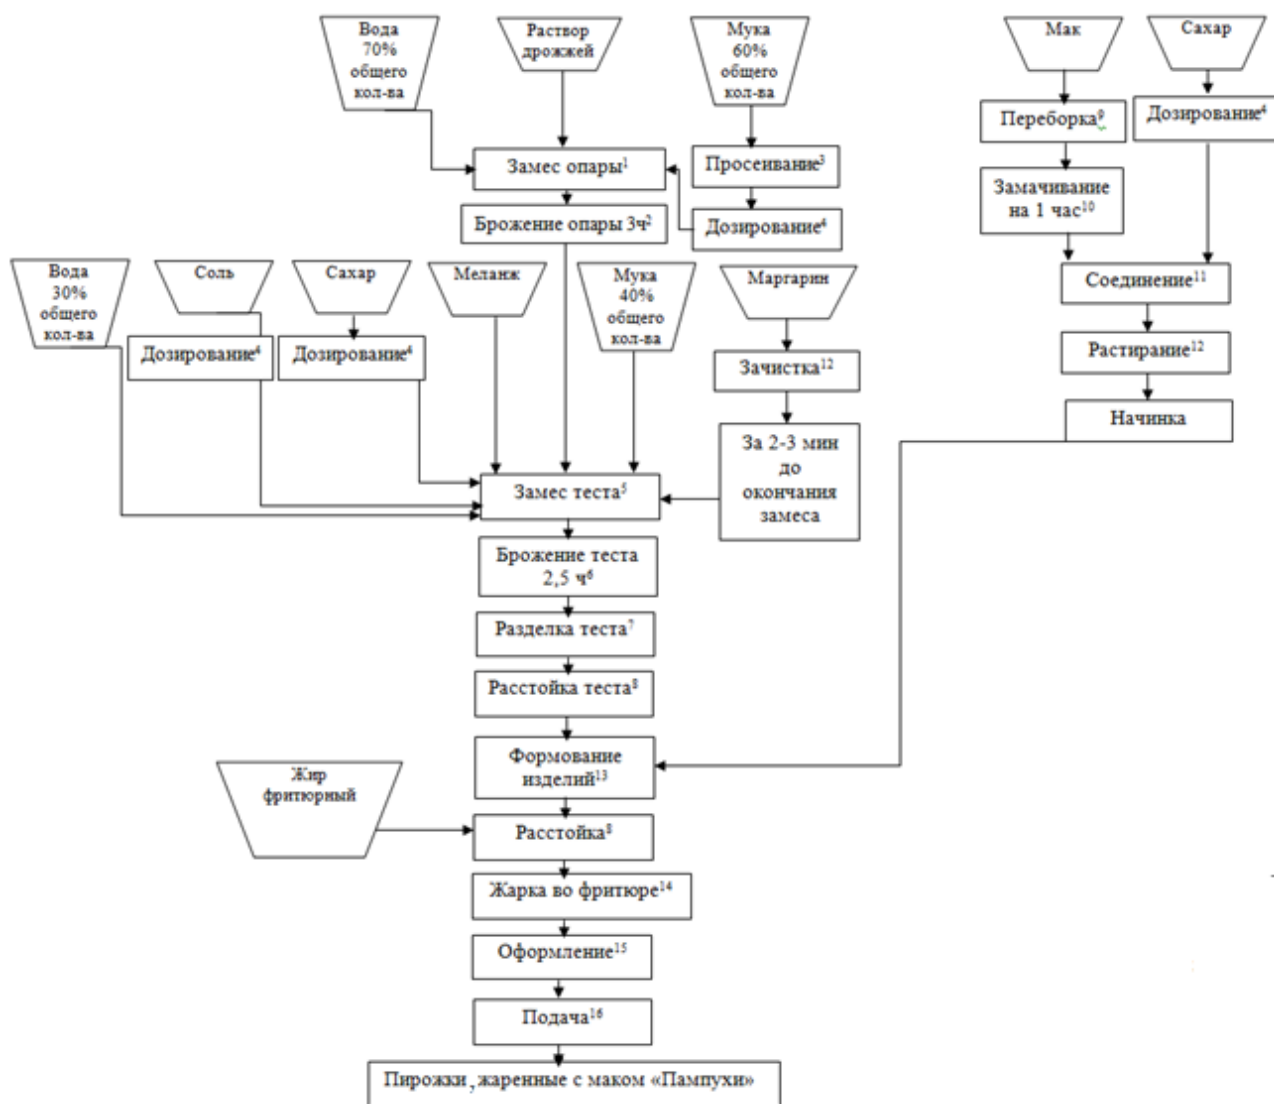 Вода
70%
общего
кол-ва
Раствор
дрожжей
Мука
60%
общего
кол-ва
Мак
Сахар
Переборка⁹
Дозирование⁴
Замес опары¹
Просеивание³
Замачивание
на 1 час¹⁰
Брожение опары 3ч²
Дозирование⁴
Вода
30%
общего
кол-ва
Соль
Сахар
Меланж
Мука
40%
общего
кол-ва
Маргарин
Соединение¹¹
Дозирование⁴
Дозирование⁴
Зачистка¹²
Растирание¹²
Начинка
За 2-3 мин
до
окончания
замеса
Замес теста⁵
Брожение теста
2,5 ч⁶
Разделка теста⁷
Расстойка теста⁸
Формование
изделий¹³
Жир
фритюрный
Расстойка⁸
Жарка во фритюре¹⁴
Оформление¹⁵
Подача¹⁶
Пирожки, жаренные с маком «Пампухи»